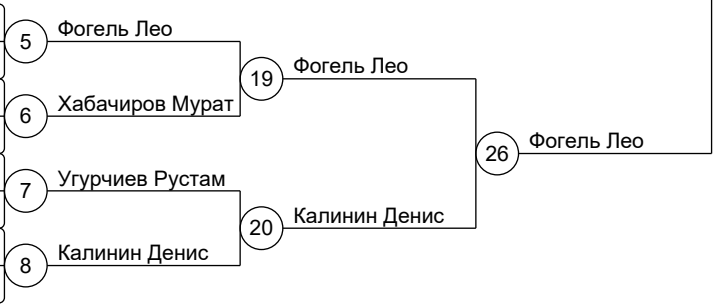 5 Фогель Лео
19 Фогель Лео
6 Хабачиров Мурат
26 Фогель Лео
7 Угурчиев Рустам
20 Калинин Денис
8 Калинин Денис